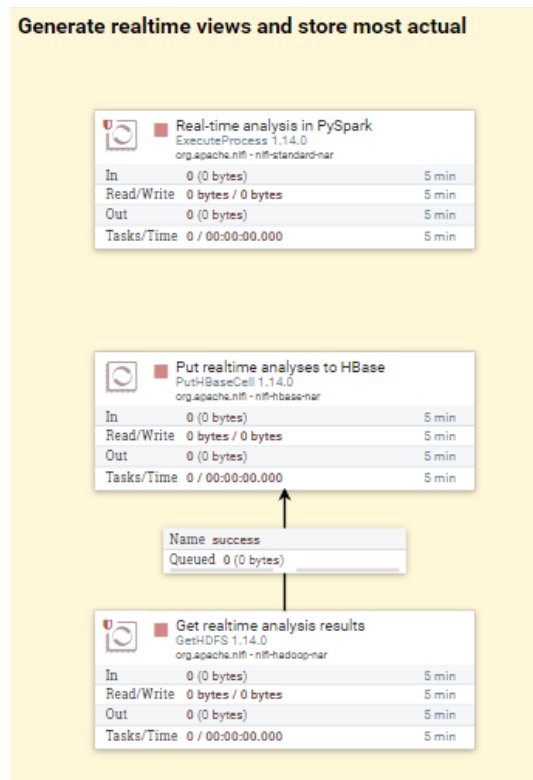 Generate realtime views and store most actual
Real-time analysis in PySpark
ExecuteProcess 1.14.0
org.apache.nifi - nifi-standard-nar
In 0 (0 bytes) 5 min
Read/Write 0 bytes / 0 bytes 5 min
Out 0 (0 bytes) 5 min
Tasks/Time 0 / 00:00:00.000 5 min
Put realtime analyses to HBase
PutHBaseCell 1.14.0
org.apache.nifi - nifi-hbase-nar
In 0 (0 bytes) 5 min
Read/Write 0 bytes / 0 bytes 5 min
Out 0 (0 bytes) 5 min
Tasks/Time 0 / 00:00:00.000 5 min
Name success
Queued 0 (0 bytes)
Get realtime analysis results
GetHDFS 1.14.0
org.apache.nifi - nifi-hadoop-nar
In 0 (0 bytes) 5 min
Read/Write 0 bytes / 0 bytes 5 min
Out 0 (0 bytes) 5 min
Tasks/Time 0 / 00:00:00.000 5 min